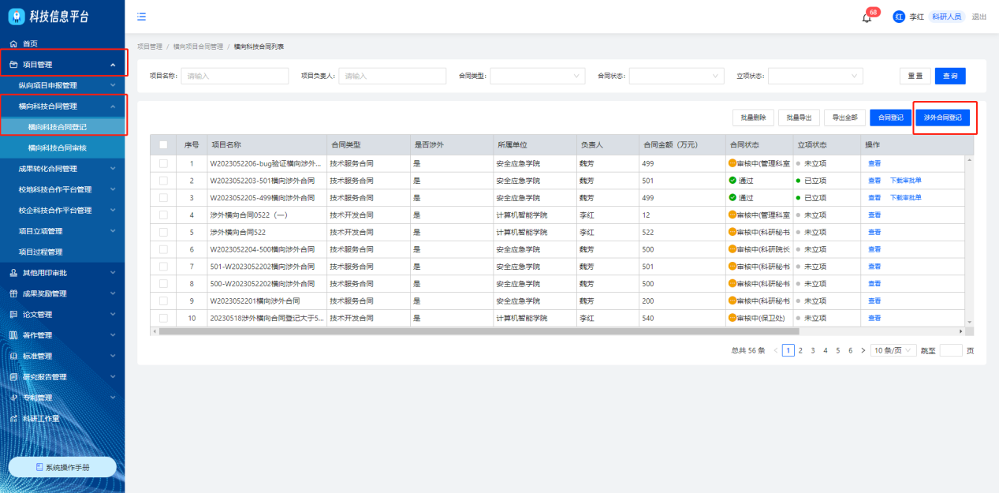 科技信息平台
68
红 李红 科研人员 退出
首页
项目管理
纵向项目申报管理
横向科技合同管理
横向科技合同登记
横向科技合同审核
成果转化合同管理
校地科技合作平台管理
校企科技合作平台管理
项目立项管理
项目过程管理
其他用印审批
成果奖励管理
论文管理
著作管理
标准管理
研究报告管理
专利管理
科研工作量
系统操作手册
项目管理 / 横向项目合同管理 / 横向科技合同列表
项目名称: 请输入 项目负责人: 请输入 合同类型: 合同状态: 立项状态: 重置 查询
批量删除 批量导出 导出全部 合同登记 涉外合同登记
序号 项目名称 合同类型 是否涉外 所属单位 负责人 合同金额（万元） 合同状态 立项状态 操作
1 W2023052206-bug验证横向涉外... 技术服务合同 是 安全应急学院 魏芳 499 审核中(管理科室 未立项 查看
2 W2023052203-501横向涉外合同 技术服务合同 是 安全应急学院 魏芳 501 通过 已立项 查看 下载审批单
3 W2023052205-499横向涉外合同 技术服务合同 是 安全应急学院 魏芳 499 通过 已立项 查看 下载审批单
4 涉外横向合同0522（一） 技术开发合同 是 计算机智能学院 李红 12 审核中(管理科室 未立项 查看
5 涉外横向合同522 技术开发合同 是 计算机智能学院 李红 522 审核中(科研秘书 未立项 查看
6 W2023052204-500横向涉外合同 技术服务合同 是 安全应急学院 魏芳 500 审核中(科研院长 未立项 查看
7 501-W2023052202横向涉外合同 技术服务合同 是 安全应急学院 魏芳 501 审核中(科研秘书 未立项 查看
8 500-W2023052202横向涉外合同 技术服务合同 是 安全应急学院 魏芳 500 审核中(科研秘书 未立项 查看
9 W2023052201横向涉外合同 技术服务合同 是 安全应急学院 魏芳 200 审核中(科研秘书 未立项 查看
10 20230518涉外横向合同登记大于5... 技术开发合同 是 计算机智能学院 李红 540 审核中(保卫处) 未立项 查看
总共 56 条 < 1 2 3 4 5 6 > 10 条/页 跳至 页